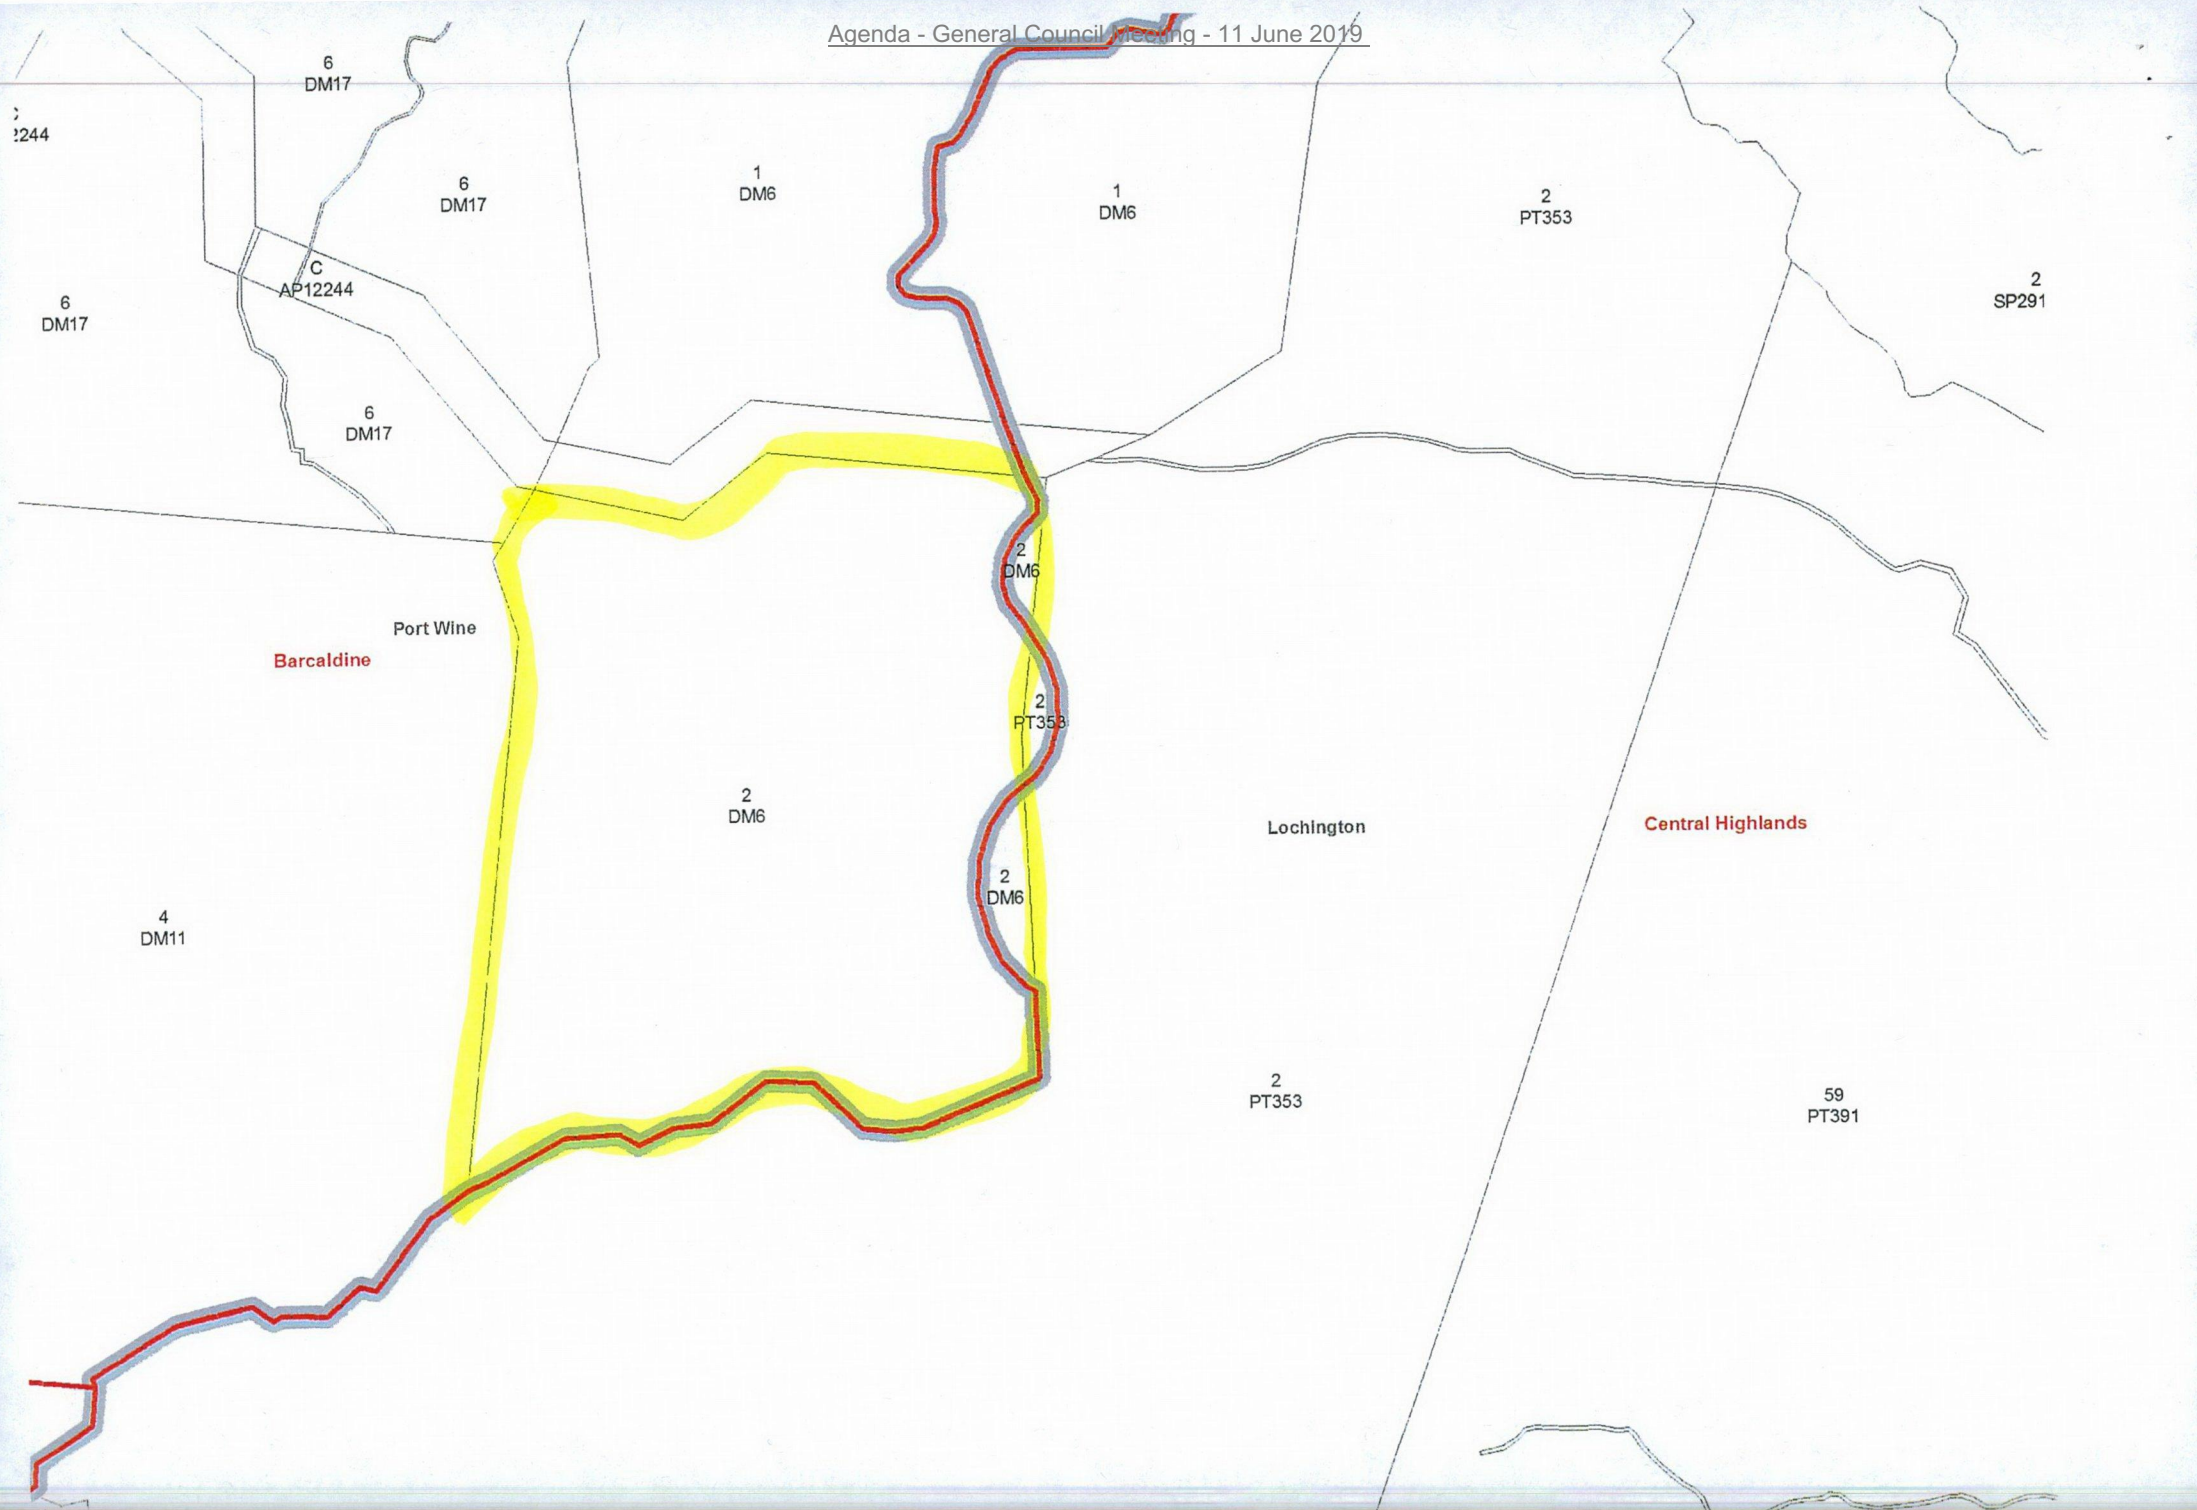 Agenda - General Council Meeting - 11 June 2019
6
DM17
2244
6
DM17
1
DM6
1
DM6
2
PT353
C
AP12244
2
SP291
6
DM17
6
DM17
2
DM6
Port Wine
Barcaldine
2
PT353
2
DM6
Lochington
Central Highlands
2
DM6
4
DM11
2
PT353
59
PT391